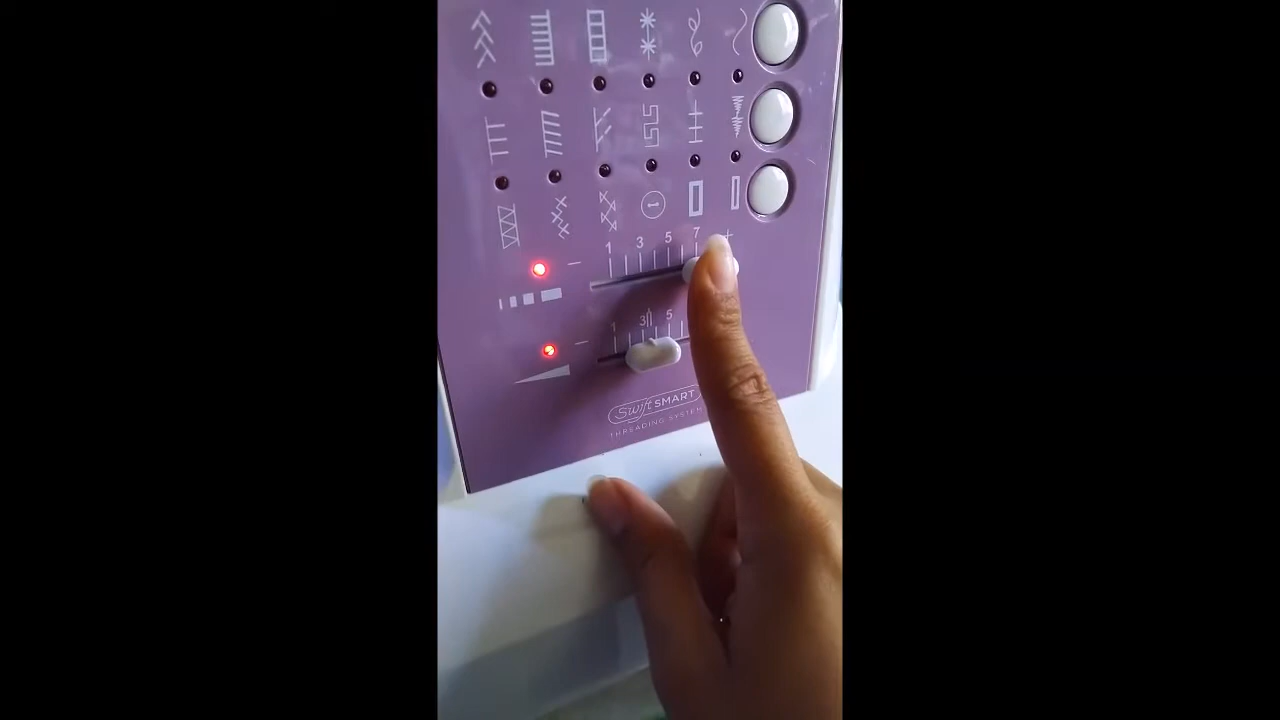 1 3 5 7 +
−
1 3 5
−
Swift SMART
THREADING SYSTEM